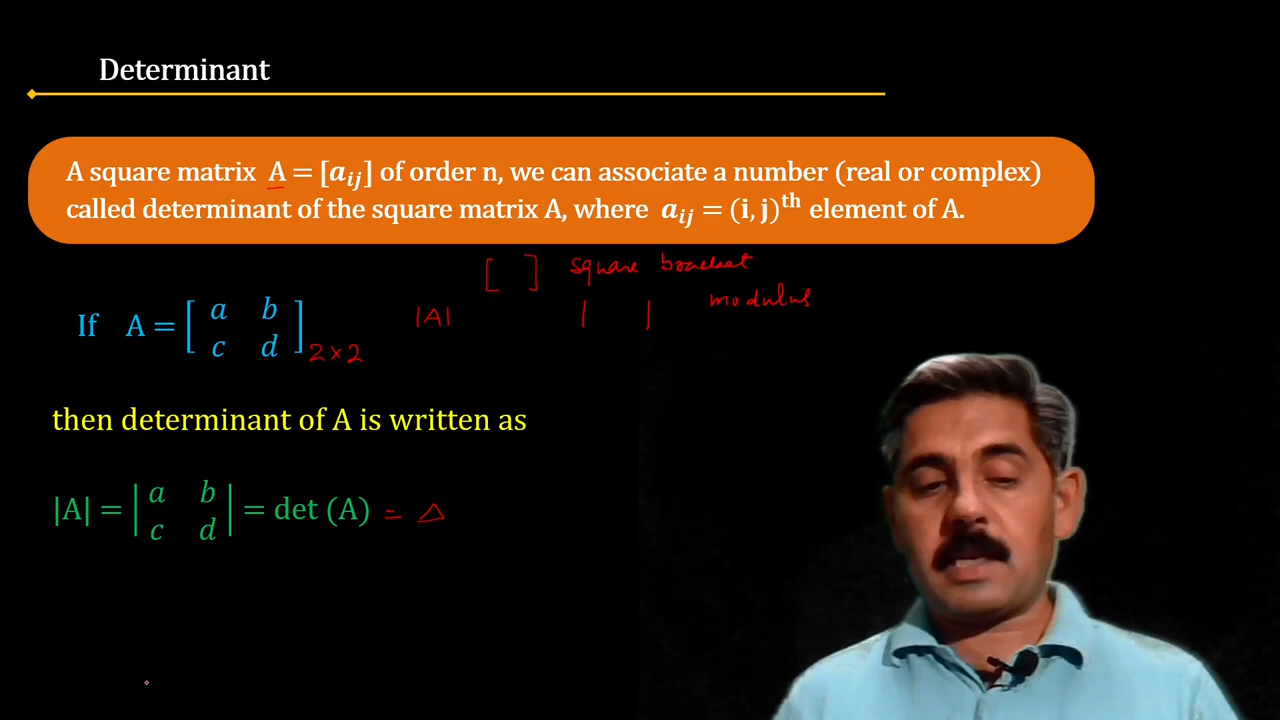 Determinant
A square matrix A = [aᵢⱼ] of order n, we can associate a number (real or complex)
called determinant of the square matrix A, where aᵢⱼ = (i, j)ᵗʰ element of A.
[ ] square bracket
|A| | | modulus
If A = [ a b
c d ] 2×2
then determinant of A is written as
|A| = | a b
c d | = det (A) = Δ